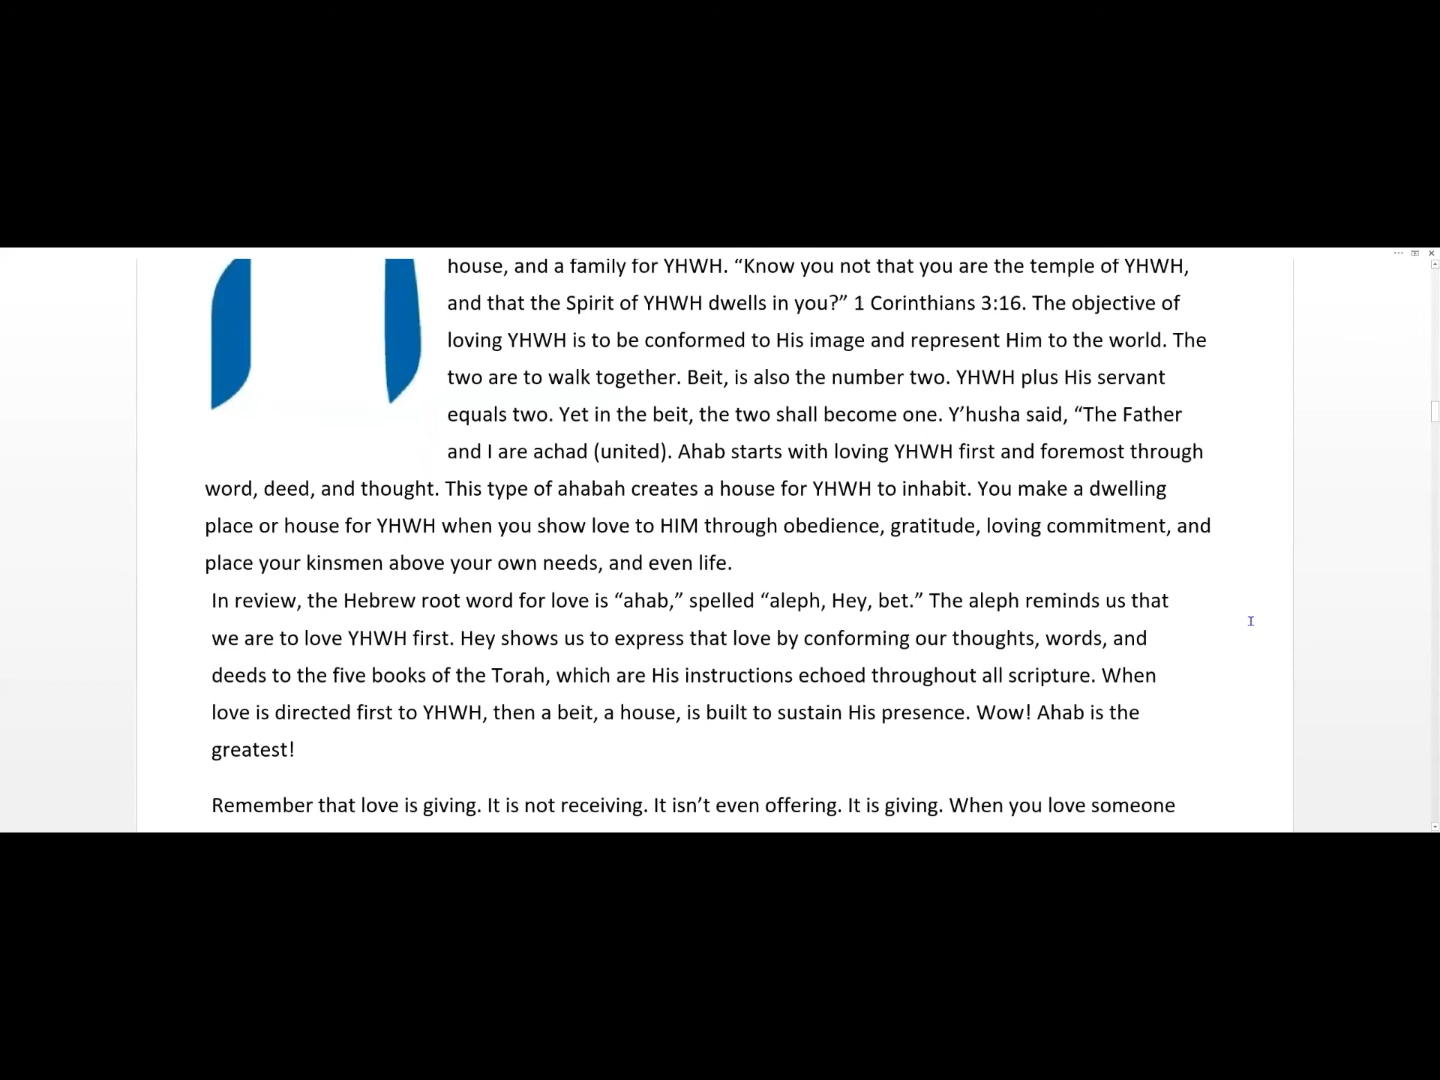 house, and a family for YHWH. “Know you not that you are the temple of YHWH,
and that the Spirit of YHWH dwells in you?” 1 Corinthians 3:16. The objective of
loving YHWH is to be conformed to His image and represent Him to the world. The
two are to walk together. Beit, is also the number two. YHWH plus His servant
equals two. Yet in the beit, the two shall become one. Y’husha said, “The Father
and I are achad (united). Ahab starts with loving YHWH first and foremost through
word, deed, and thought. This type of ahabah creates a house for YHWH to inhabit. You make a dwelling
place or house for YHWH when you show love to HIM through obedience, gratitude, loving commitment, and
place your kinsmen above your own needs, and even life.
In review, the Hebrew root word for love is “ahab,” spelled “aleph, Hey, bet.” The aleph reminds us that
we are to love YHWH first. Hey shows us to express that love by conforming our thoughts, words, and
deeds to the five books of the Torah, which are His instructions echoed throughout all scripture. When
love is directed first to YHWH, then a beit, a house, is built to sustain His presence. Wow! Ahab is the
greatest!
Remember that love is giving. It is not receiving. It isn’t even offering. It is giving. When you love someone